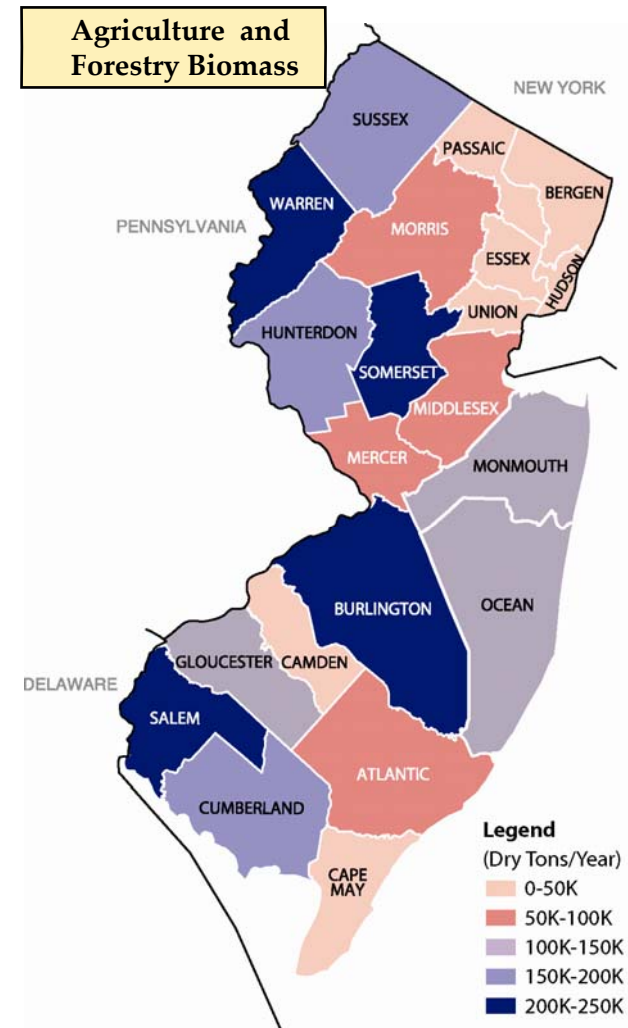 Agriculture and
Forestry Biomass
NEW YORK
SUSSEX
PASSAIC
BERGEN
WARREN
PENNSYLVANIA
MORRIS
ESSEX
HUDSON
UNION
HUNTERDON
SOMERSET
MIDDLESEX
MERCER
MONMOUTH
BURLINGTON
OCEAN
GLOUCESTER
CAMDEN
DELAWARE
SALEM
ATLANTIC
CUMBERLAND
CAPE
MAY
Legend
(Dry Tons/Year)
0-50K
50K-100K
100K-150K
150K-200K
200K-250K